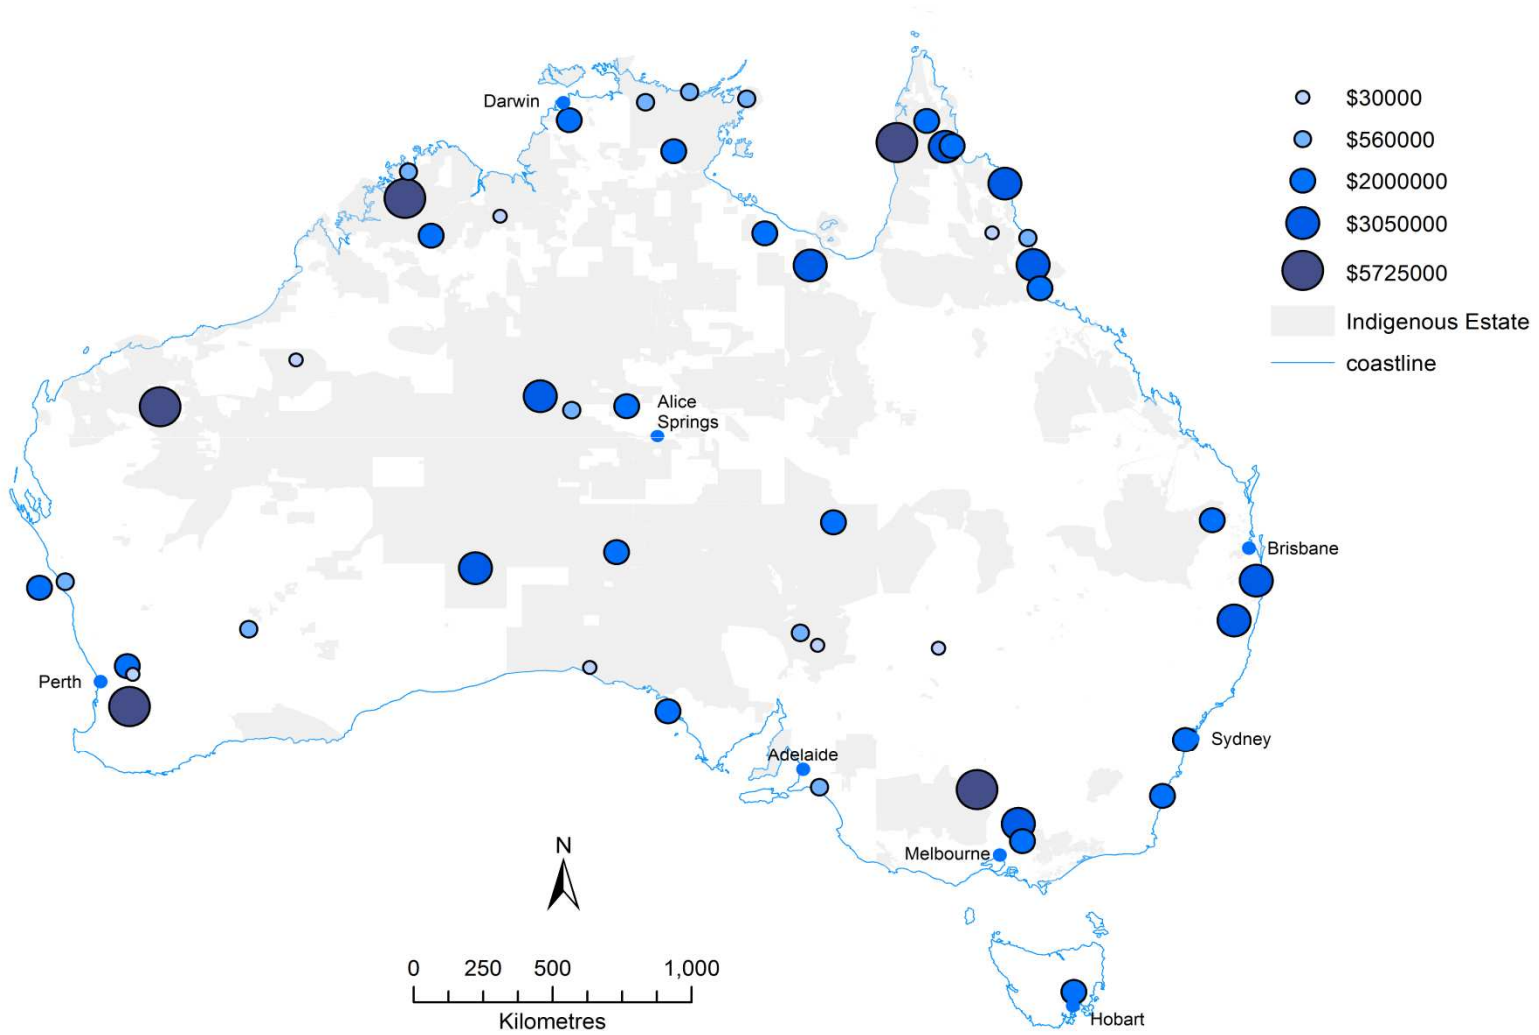 Darwin
$30000
$560000
$2000000
$3050000
$5725000
Indigenous Estate
coastline
Alice
Springs
Brisbane
Perth
Sydney
Adelaide
Melbourne
N
0 250 500 1,000
Kilometres
Hobart